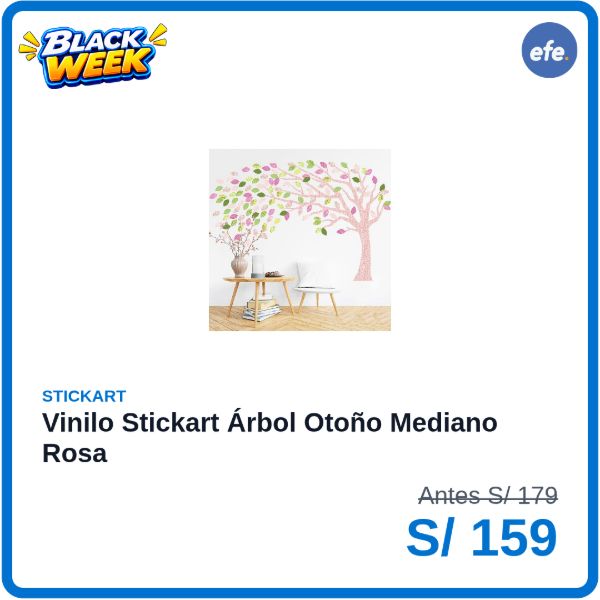 BLACK
WEEK
efe.
STICKART
Vinilo Stickart Árbol Otoño Mediano
Rosa
Antes S/ 179
S/ 159